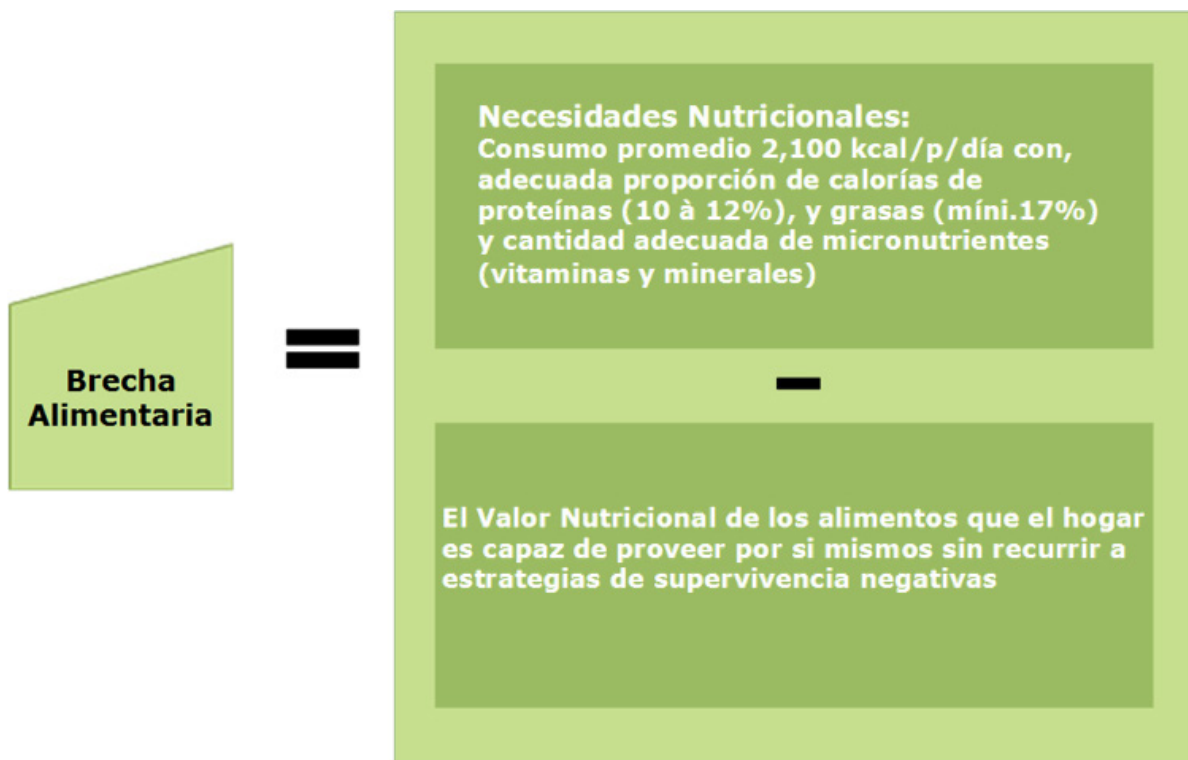 Necesidades Nutricionales:
Consumo promedio 2,100 kcal/p/día con,
adecuada proporción de calorías de
proteínas (10 à 12%), y grasas (míni.17%)
y cantidad adecuada de micronutrientes
(vitaminas y minerales)
Brecha
Alimentaria
=
-
El Valor Nutricional de los alimentos que el hogar
es capaz de proveer por si mismos sin recurrir a
estrategias de supervivencia negativas